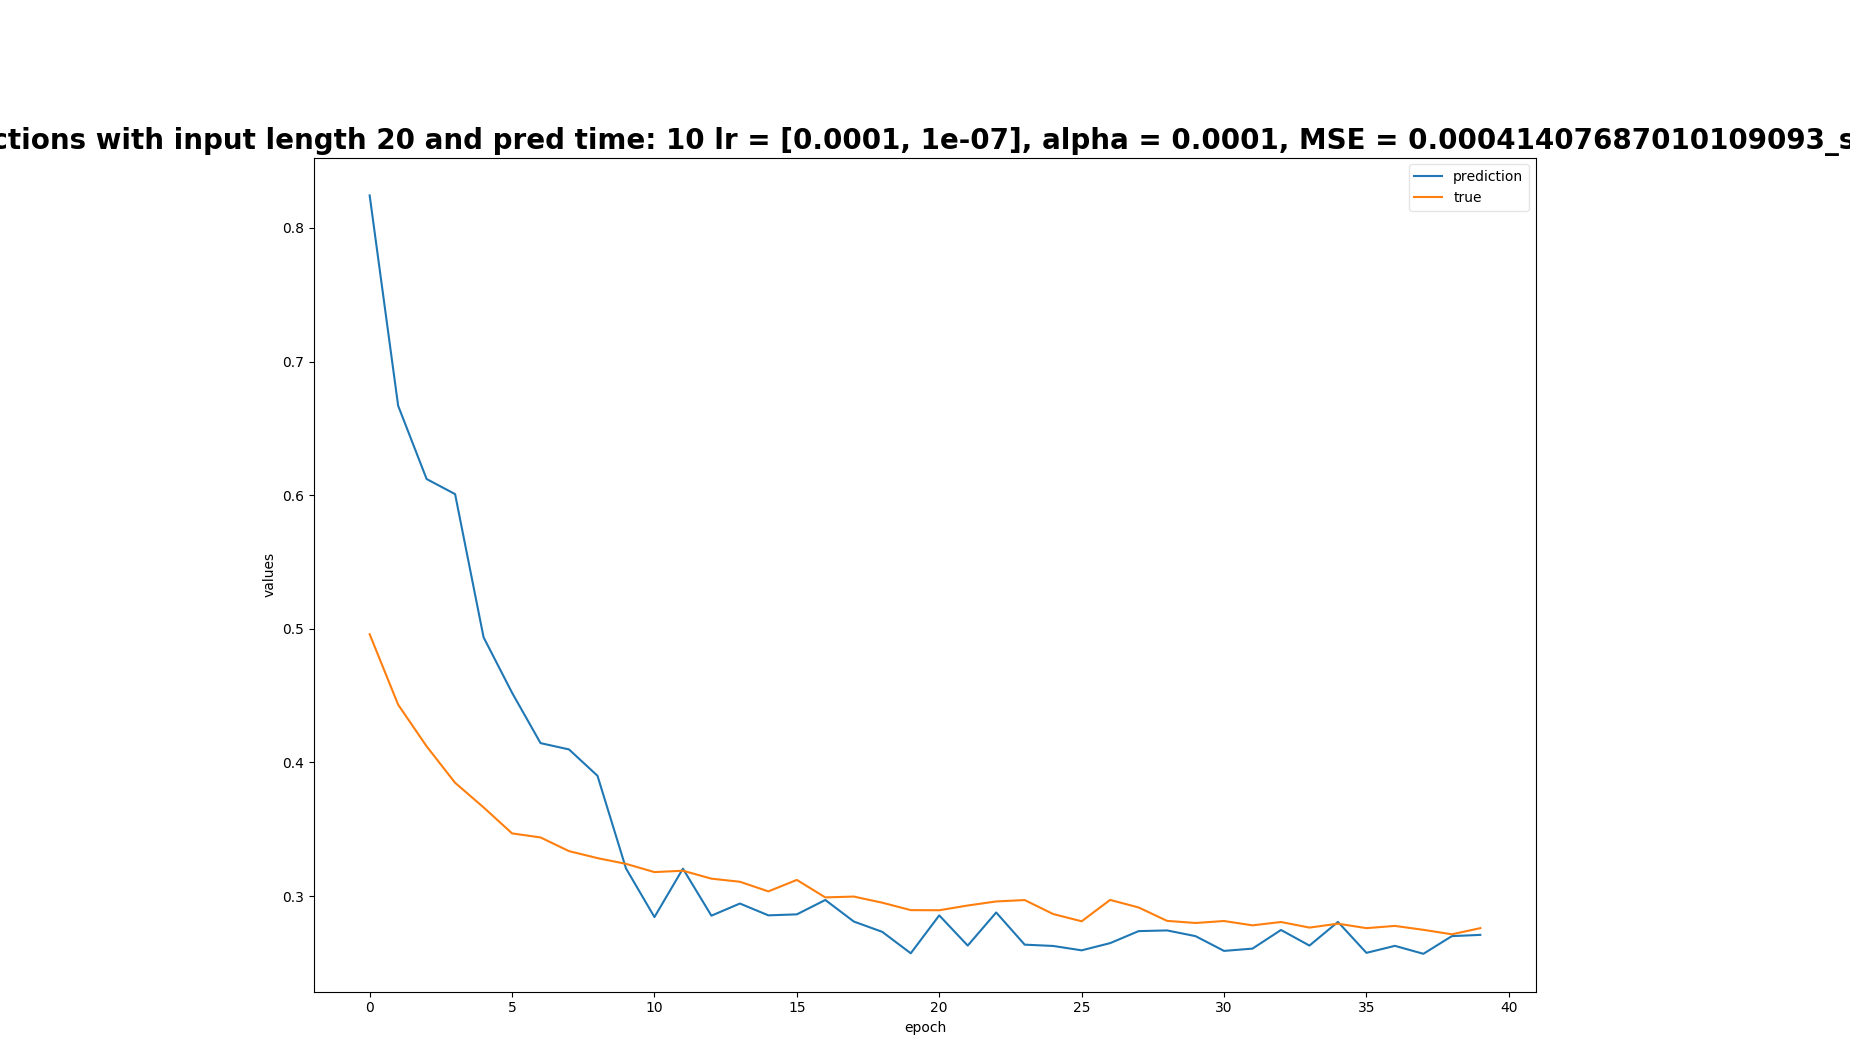 ctions with input length 20 and pred time: 10 lr = [0.0001, 1e-07], alpha = 0.0001, MSE = 0.00041407687010109093_s
prediction
true
0.8
0.7
0.6
0.5
0.4
0.3
values
0 5 10 15 20 25 30 35 40
epoch